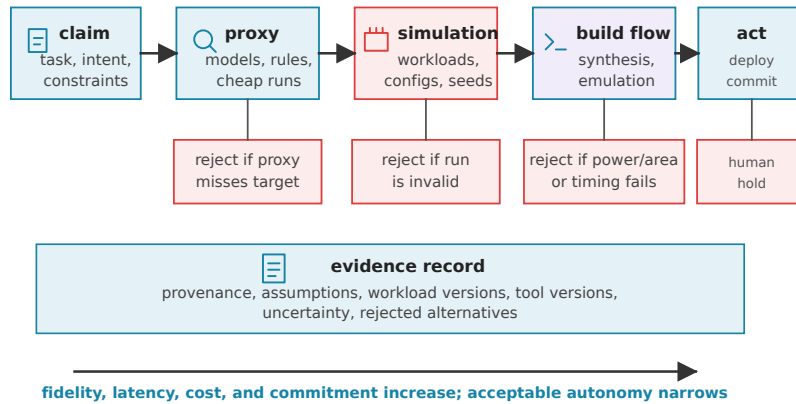 claim
task, intent,
constraints
proxy
models, rules,
cheap runs
simulation
workloads,
configs, seeds
build flow
synthesis,
emulation
act
deploy
commit
reject if proxy
misses target
reject if run
is invalid
reject if power/area
or timing fails
human
hold
evidence record
provenance, assumptions, workload versions, tool versions,
uncertainty, rejected alternatives
fidelity, latency, cost, and commitment increase; acceptable autonomy narrows